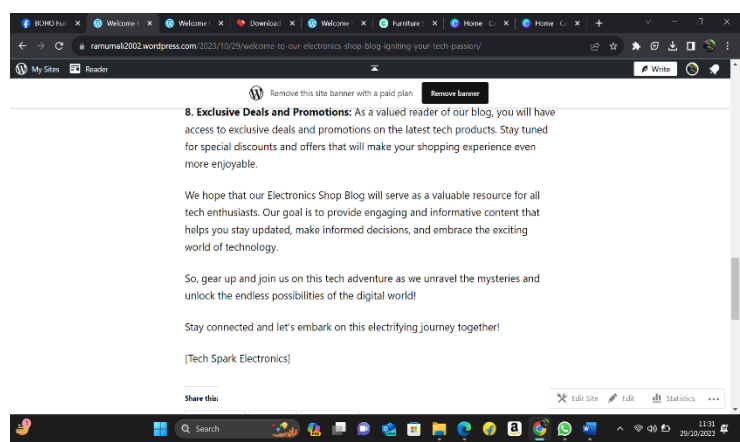 BOHO Fur
Welcome t
Welcome t
Download
Welcome
Furniture S
Home
Home
ramumali2002.wordpress.com/2023/10/29/welcome-to-our-electronics-shop-blog-igniting-your-tech-passion/
My Sites Reader Write
Remove this site banner with a paid plan Remove banner
8. Exclusive Deals and Promotions: As a valued reader of our blog, you will have
access to exclusive deals and promotions on the latest tech products. Stay tuned
for special discounts and offers that will make your shopping experience even
more enjoyable.
We hope that our Electronics Shop Blog will serve as a valuable resource for all
tech enthusiasts. Our goal is to provide engaging and informative content that
helps you stay updated, make informed decisions, and embrace the exciting
world of technology.
So, gear up and join us on this tech adventure as we unravel the mysteries and
unlock the endless possibilities of the digital world!
Stay connected and let's embark on this electrifying journey together!
[Tech Spark Electronics]
Share this:
Edit Site Edit Statistics
Search
11:31
29/10/2023